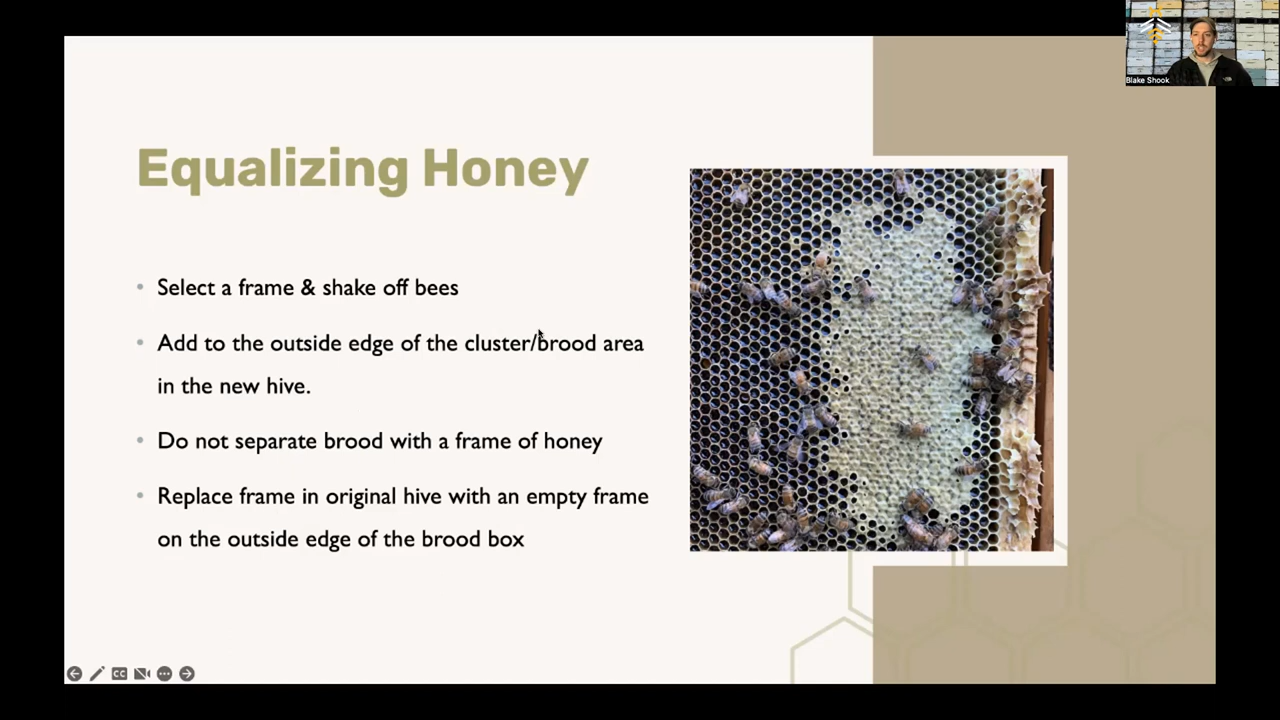 Blake Shook
Equalizing Honey
• Select a frame & shake off bees
• Add to the outside edge of the cluster/brood area
in the new hive.
• Do not separate brood with a frame of honey
• Replace frame in original hive with an empty frame
on the outside edge of the brood box
CC